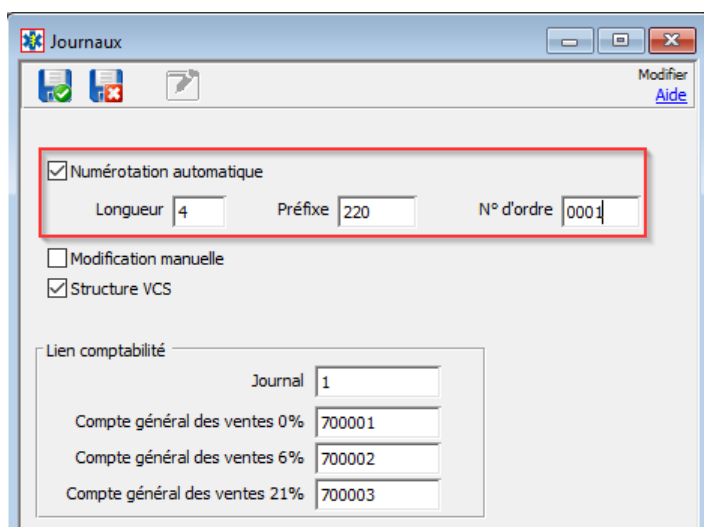 Journaux
Modifier
Aide
Numérotation automatique
Longueur 4 Préfixe 220 N° d'ordre 0001
Modification manuelle
Structure VCS
Lien comptabilité
Journal 1
Compte général des ventes 0% 700001
Compte général des ventes 6% 700002
Compte général des ventes 21% 700003